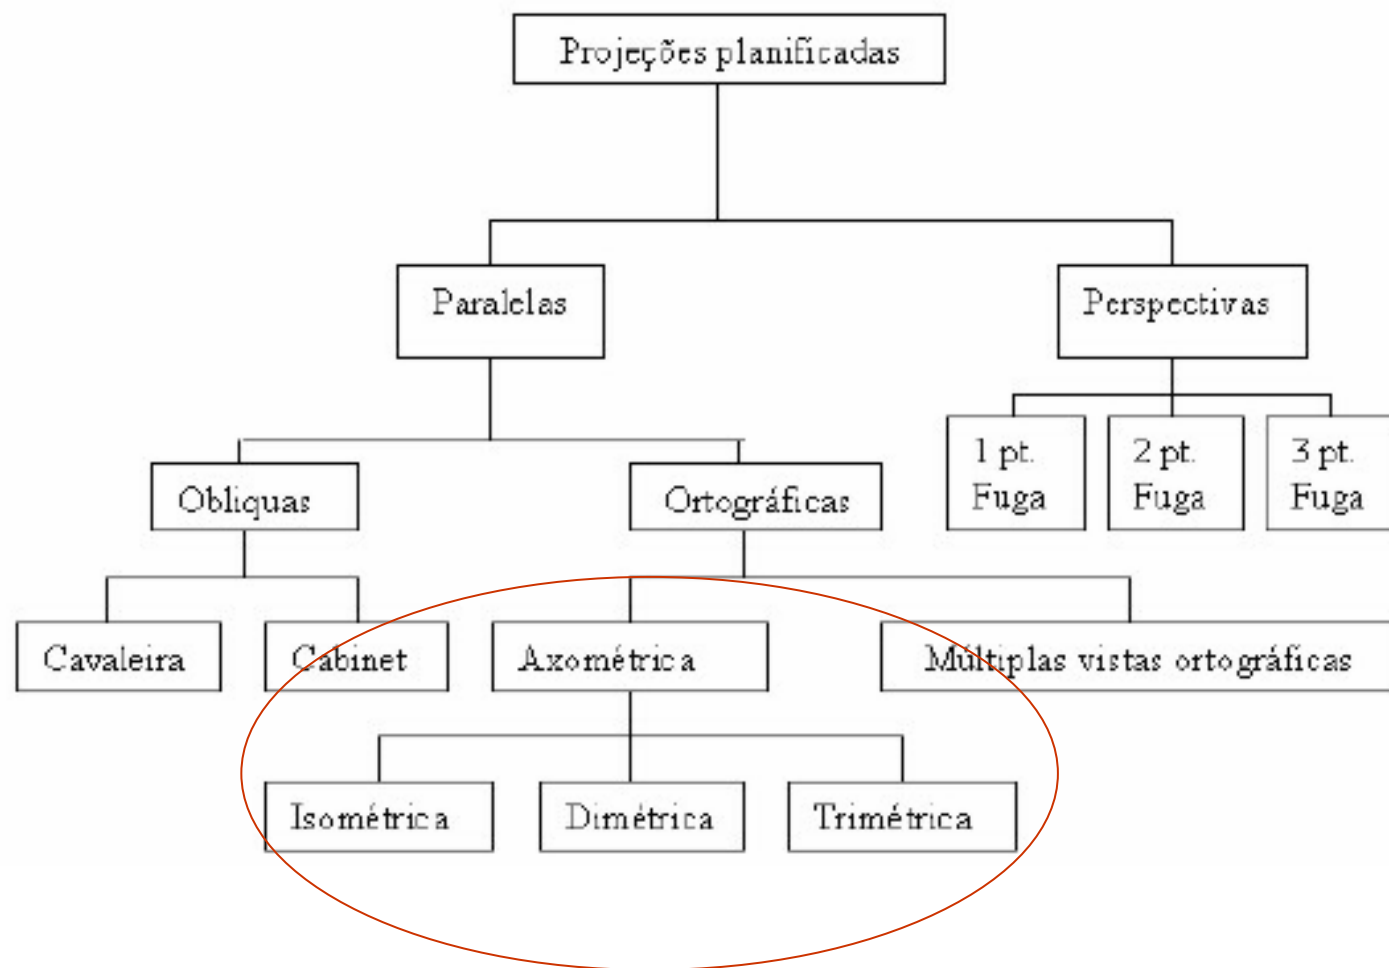 Projeções planificadas
Paralelas
Perspectivas
1 pt.
Fuga
2 pt.
Fuga
3 pt.
Fuga
Obliquas
Ortográficas
Cavaleira
Cabinet
Axométrica
Múltiplas vistas ortográficas
Isométrica
Dimétrica
Trimétrica